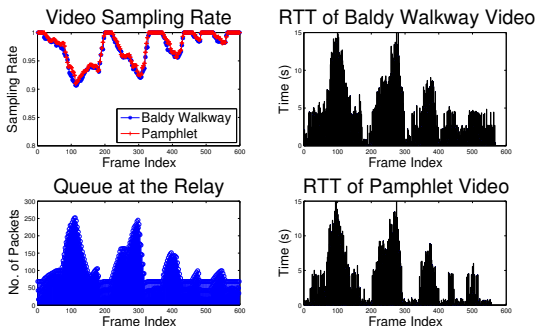 Video Sampling Rate
1
0.95
0.9
0.85
0.8
Sampling Rate
Baldy Walkway
Pamphlet
0 100 200 300 400 500 600
Frame Index
RTT of Baldy Walkway Video
15
10
5
0
Time (s)
0 100 200 300 400 500 600
Frame Index
Queue at the Relay
300
250
200
150
100
50
0
No. of Packets
0 100 200 300 400 500 600
Frame Index
RTT of Pamphlet Video
15
10
5
0
Time (s)
0 100 200 300 400 500 600
Frame Index